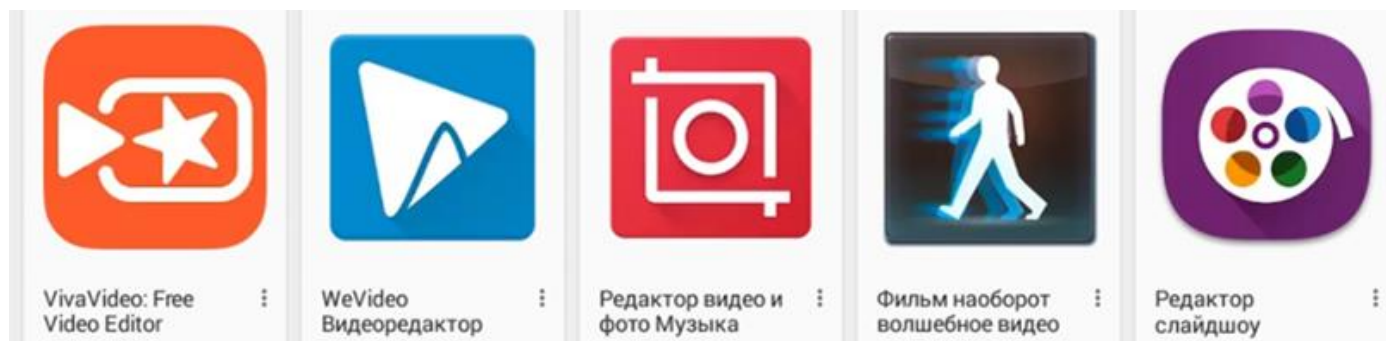 VivaVideo: Free
Video Editor
WeVideo
Видеоредактор
Редактор видео и
фото Музыка
Фильм наоборот
волшебное видео
Редактор
слайдшоу